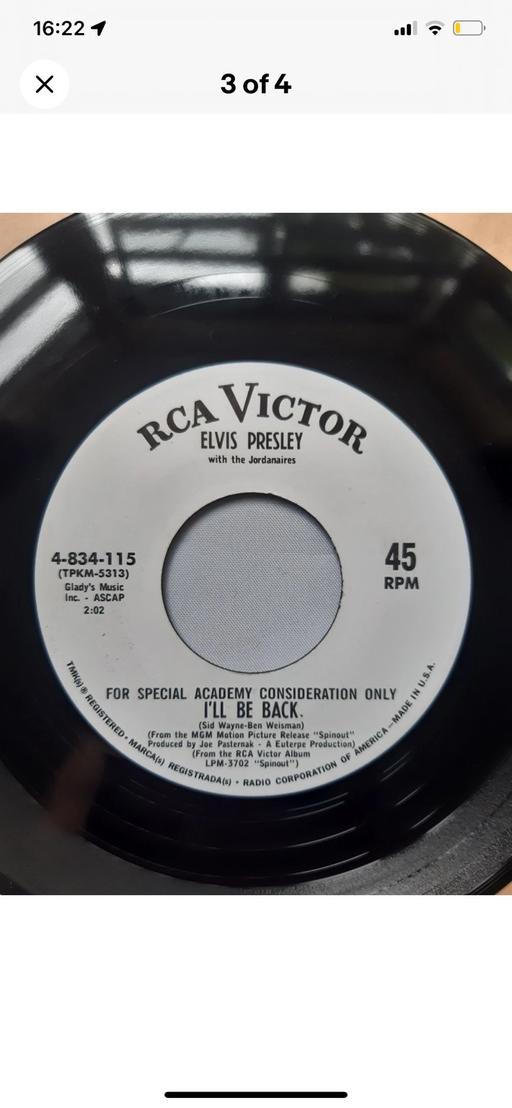 16:22
3 of 4
RCA VICTOR
ELVIS PRESLEY
with the Jordanaires
4-834-115
(TPKM-5313)
Glady's Music
Inc. - ASCAP
2:02
45
RPM
FOR SPECIAL ACADEMY CONSIDERATION ONLY
I'LL BE BACK.
(Sid Wayne-Ben Weisman)
(From the MGM Motion Picture Release "Spinout"
Produced by Joe Pasternak - A Euterpe Production)
(From the RCA Victor Album
LPM-3702 "Spinout")
TMK(s) ® REGISTERED • MARCA(s) REGISTRADA(s) • RADIO CORPORATION OF AMERICA—MADE IN U.S.A.